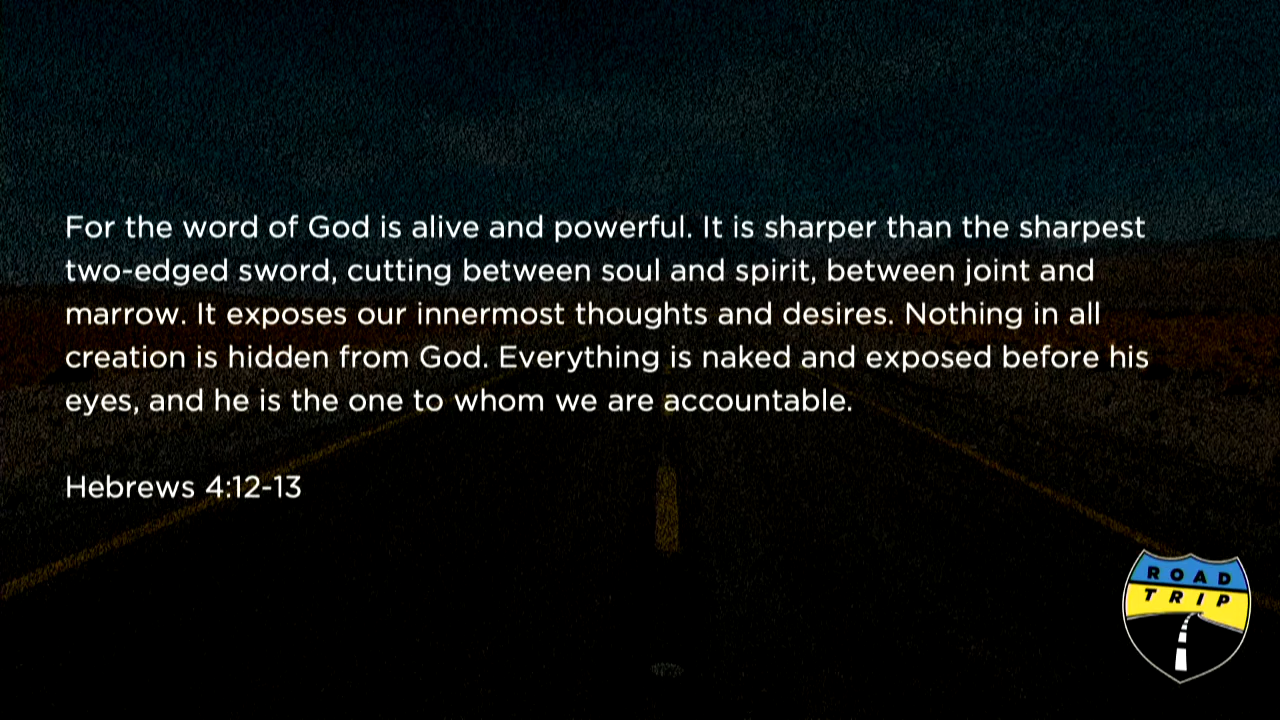 For the word of God is alive and powerful. It is sharper than the sharpest
two-edged sword, cutting between soul and spirit, between joint and
marrow. It exposes our innermost thoughts and desires. Nothing in all
creation is hidden from God. Everything is naked and exposed before his
eyes, and he is the one to whom we are accountable.
Hebrews 4:12-13
ROAD
TRIP